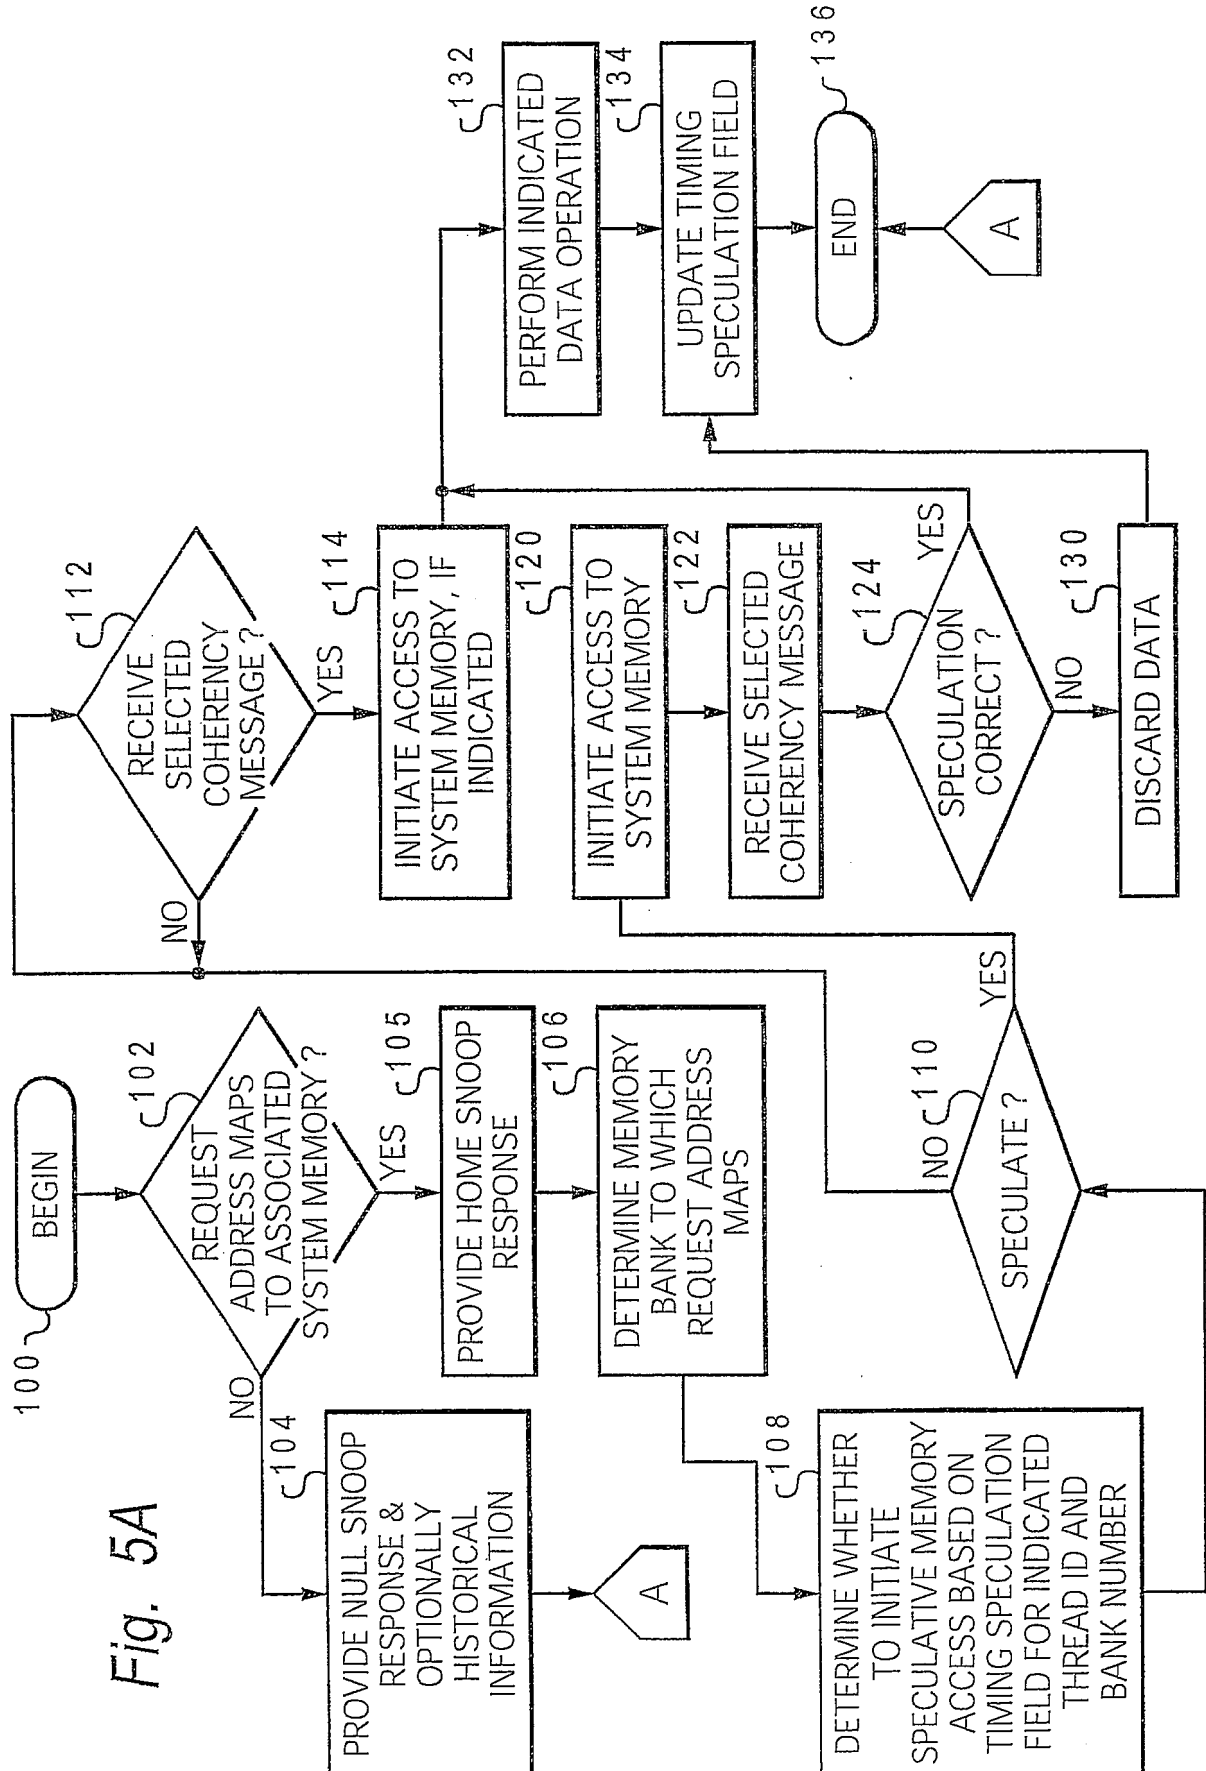 Fig. 5A
100
BEGIN
102
REQUEST
ADDRESS MAPS
TO ASSOCIATED
SYSTEM MEMORY?
NO
YES
104
PROVIDE NULL SNOOP
RESPONSE &
OPTIONALLY
HISTORICAL
INFORMATION
A
105
PROVIDE HOME SNOOP
RESPONSE
106
DETERMINE MEMORY
BANK TO WHICH
REQUEST ADDRESS
MAPS
108
DETERMINE WHETHER
TO INITIATE
SPECULATIVE MEMORY
ACCESS BASED ON
TIMING SPECULATION
FIELD FOR INDICATED
THREAD ID AND
BANK NUMBER
110
SPECULATE?
NO
YES
112
RECEIVE
SELECTED
COHERENCY
MESSAGE?
NO
YES
114
INITIATE ACCESS TO
SYSTEM MEMORY, IF
INDICATED
120
INITIATE ACCESS TO
SYSTEM MEMORY
122
RECEIVE SELECTED
COHERENCY MESSAGE
124
SPECULATION
CORRECT?
YES
NO
130
DISCARD DATA
132
PERFORM INDICATED
DATA OPERATION
134
UPDATE TIMING
SPECULATION FIELD
136
END
A